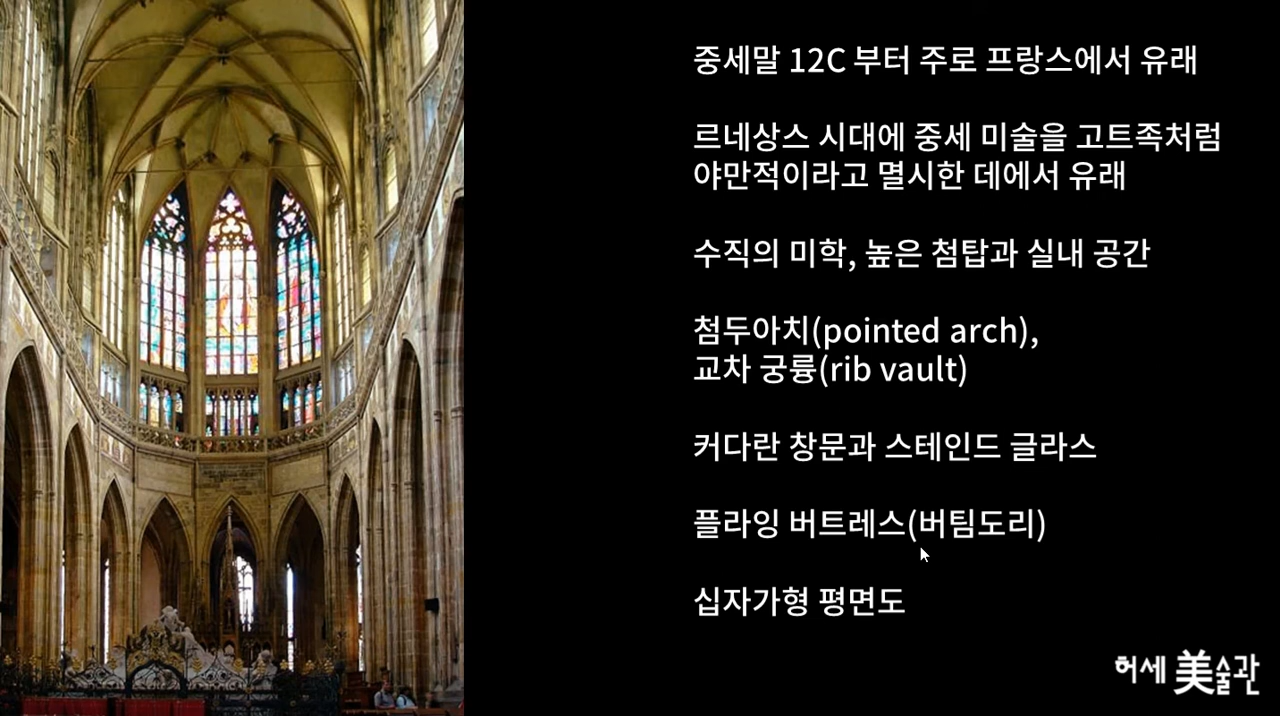 중세말 12C 부터 주로 프랑스에서 유래
르네상스 시대에 중세 미술을 고트족처럼
야만적이라고 멸시한 데에서 유래
수직의 미학, 높은 첨탑과 실내 공간
첨두아치(pointed arch),
교차 궁륭(rib vault)
커다란 창문과 스테인드 글라스
플라잉 버트레스(버팀도리)
십자가형 평면도
허세 美술관